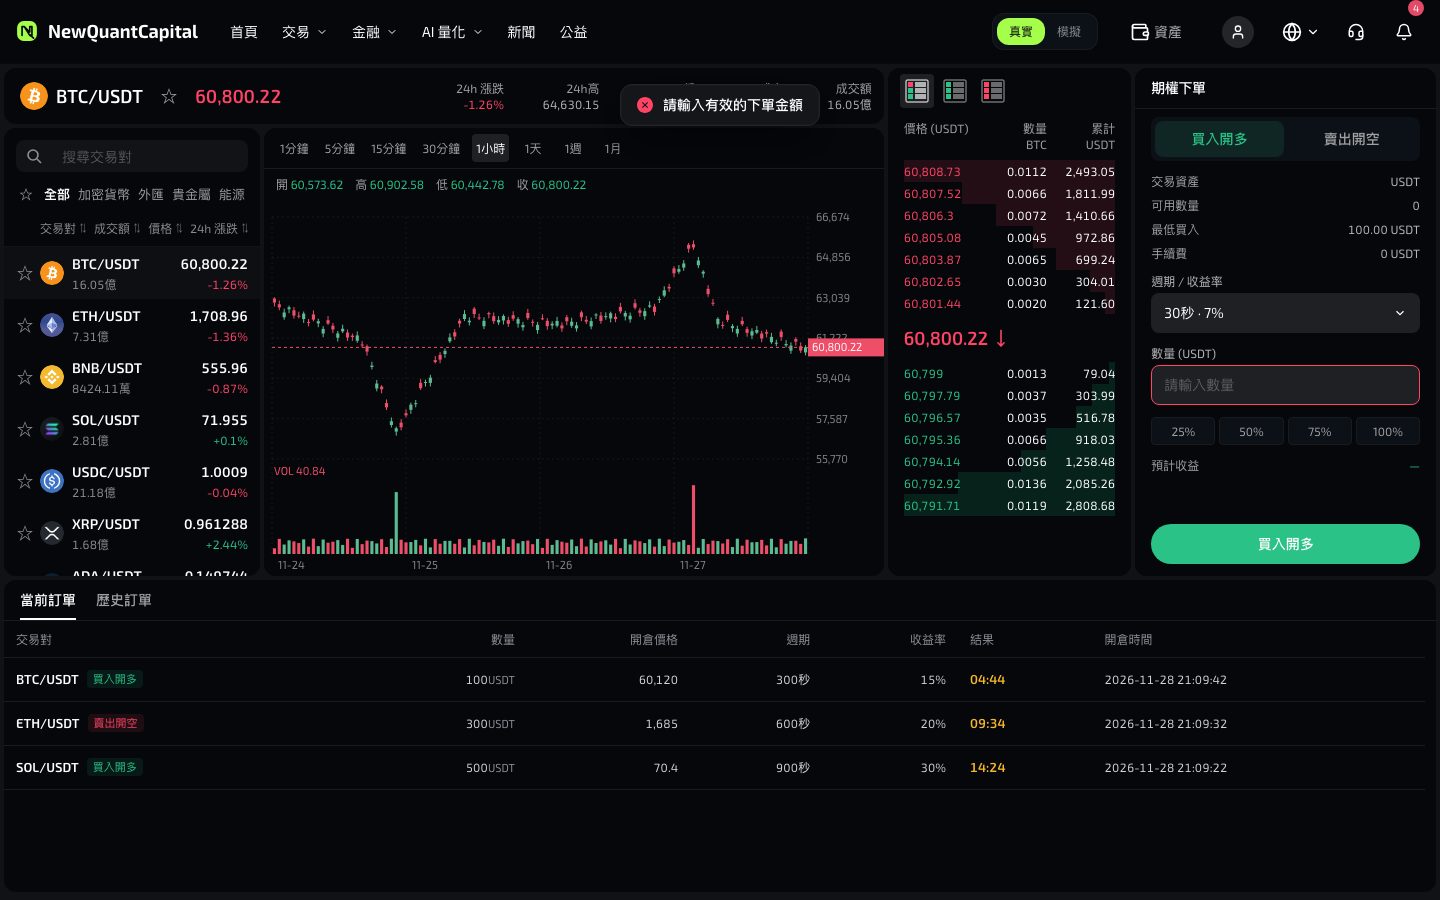 NewQuantCapital 首頁 交易 金融 AI 量化 新聞 公益 真實 模擬 資產 4
BTC/USDT 60,800.22
24h 漲跌 24h高 成交額
-1.26% 64,630.15 16.05億
請輸入有效的下單金額
搜尋交易對
全部 加密貨幣 外匯 貴金屬 能源
交易對 成交額 價格 24h 漲跌
BTC/USDT 60,800.22
16.05億 -1.26%
ETH/USDT 1,708.96
7.31億 -1.36%
BNB/USDT 555.96
8424.11萬 -0.87%
SOL/USDT 71.955
2.81億 +0.1%
USDC/USDT 1.0009
21.18億 -0.04%
XRP/USDT 0.961288
1.68億 +2.44%
1分鐘 5分鐘 15分鐘 30分鐘 1小時 1天 1週 1月
開 60,573.62 高 60,902.58 低 60,442.78 收 60,800.22
66,674
64,856
63,039
60,800.22
59,404
57,587
55,770
VOL 40.84
11-24 11-25 11-26 11-27
價格 (USDT) 數量 累計
BTC USDT
60,808.73 0.0112 2,493.05
60,807.52 0.0066 1,811.99
60,806.3 0.0072 1,410.66
60,805.08 0.0045 972.86
60,803.87 0.0065 699.24
60,802.65 0.0030 304.01
60,801.44 0.0020 121.60
60,800.22 ↓
60,799 0.0013 79.04
60,797.79 0.0037 303.99
60,796.57 0.0035 516.78
60,795.36 0.0066 918.03
60,794.14 0.0056 1,258.48
60,792.92 0.0136 2,085.26
60,791.71 0.0119 2,808.68
期權下單
買入開多 賣出開空
交易資產 USDT
可用數量 0
最低買入 100.00 USDT
手續費 0 USDT
週期 / 收益率
30秒 · 7%
數量 (USDT)
請輸入數量
25% 50% 75% 100%
預計收益 —
買入開多
當前訂單 歷史訂單
交易對 數量 開倉價格 週期 收益率 結果 開倉時間
BTC/USDT 買入開多 100USDT 60,120 300秒 15% 04:44 2026-11-28 21:09:42
ETH/USDT 賣出開空 300USDT 1,685 600秒 20% 09:34 2026-11-28 21:09:32
SOL/USDT 買入開多 500USDT 70.4 900秒 30% 14:24 2026-11-28 21:09:22